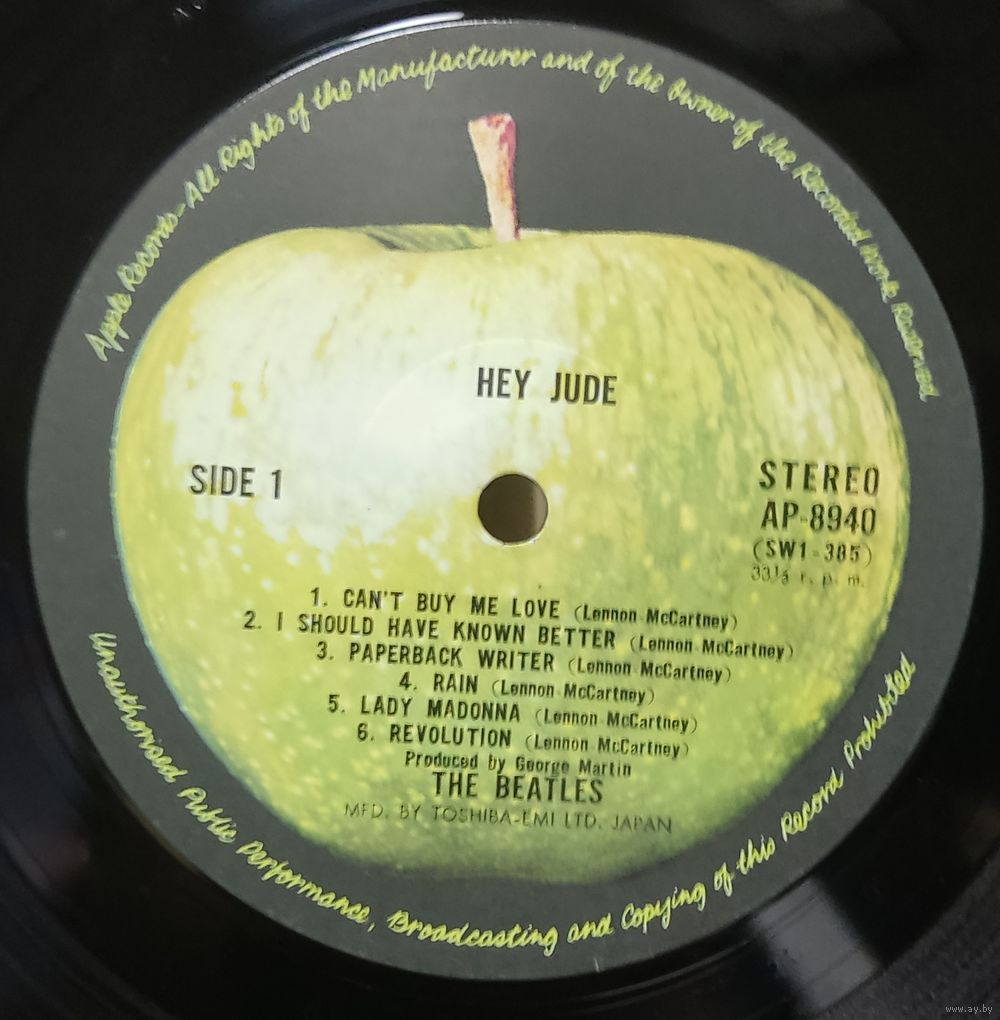 Apple Records-All Rights of the Manufacturer and of the Owner of the Recorded Work Reserved
HEY JUDE
SIDE 1
STEREO
AP-8940
(SW1-385)
33⅓ r. p. m.
1. CAN'T BUY ME LOVE (Lennon-McCartney)
2. I SHOULD HAVE KNOWN BETTER (Lennon-McCartney)
3. PAPERBACK WRITER (Lennon-McCartney)
4. RAIN (Lennon-McCartney)
5. LADY MADONNA (Lennon-McCartney)
6. REVOLUTION (Lennon-McCartney)
Produced by George Martin
THE BEATLES
MFD. BY TOSHIBA-EMI LTD. JAPAN
Unauthorised Public Performance, Broadcasting and Copying of this Record Prohibited
www.ay.by